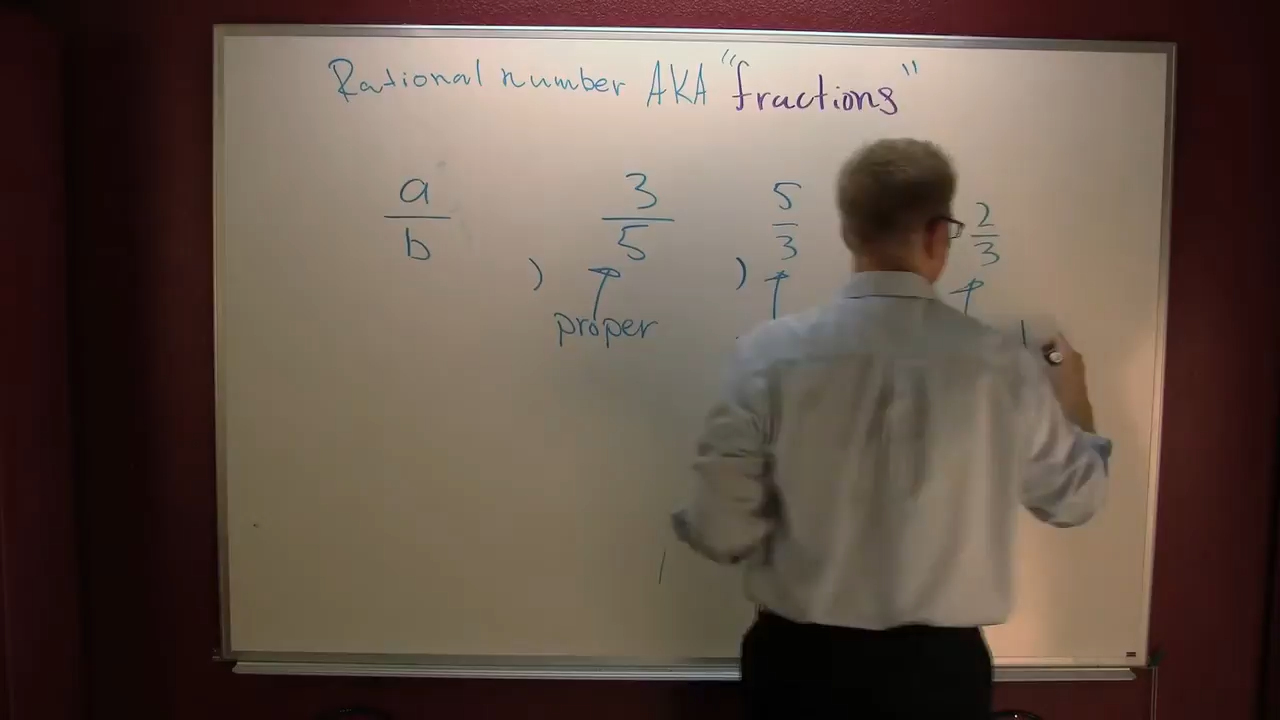 Rational number AKA "fractions"
a 3 5 2
b ) 5 ) 3 3
proper